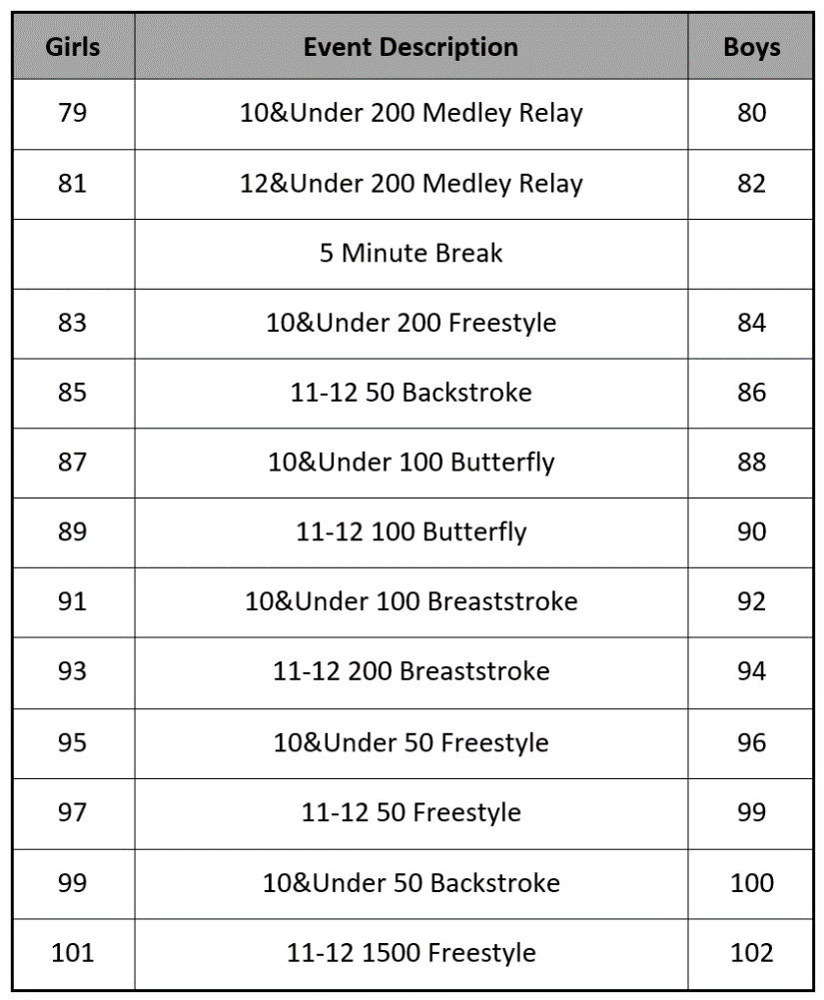 Girls Event Description Boys
79 10&Under 200 Medley Relay 80
81 12&Under 200 Medley Relay 82
5 Minute Break
83 10&Under 200 Freestyle 84
85 11-12 50 Backstroke 86
87 10&Under 100 Butterfly 88
89 11-12 100 Butterfly 90
91 10&Under 100 Breaststroke 92
93 11-12 200 Breaststroke 94
95 10&Under 50 Freestyle 96
97 11-12 50 Freestyle 99
99 10&Under 50 Backstroke 100
101 11-12 1500 Freestyle 102